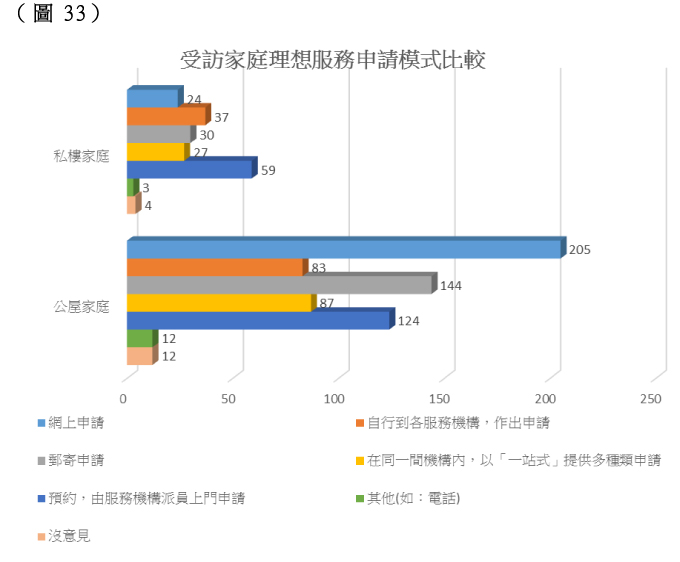 （圖 33）
受訪家庭理想服務申請模式比較
私樓家庭
24
37
30
27
59
3
4
公屋家庭
205
83
144
87
124
12
12
0 50 100 150 200 250
網上申請 自行到各服務機構，作出申請
郵寄申請 在同一間機構內，以「一站式」提供多種類申請
預約，由服務機構派員上門申請 其他(如：電話)
沒意見